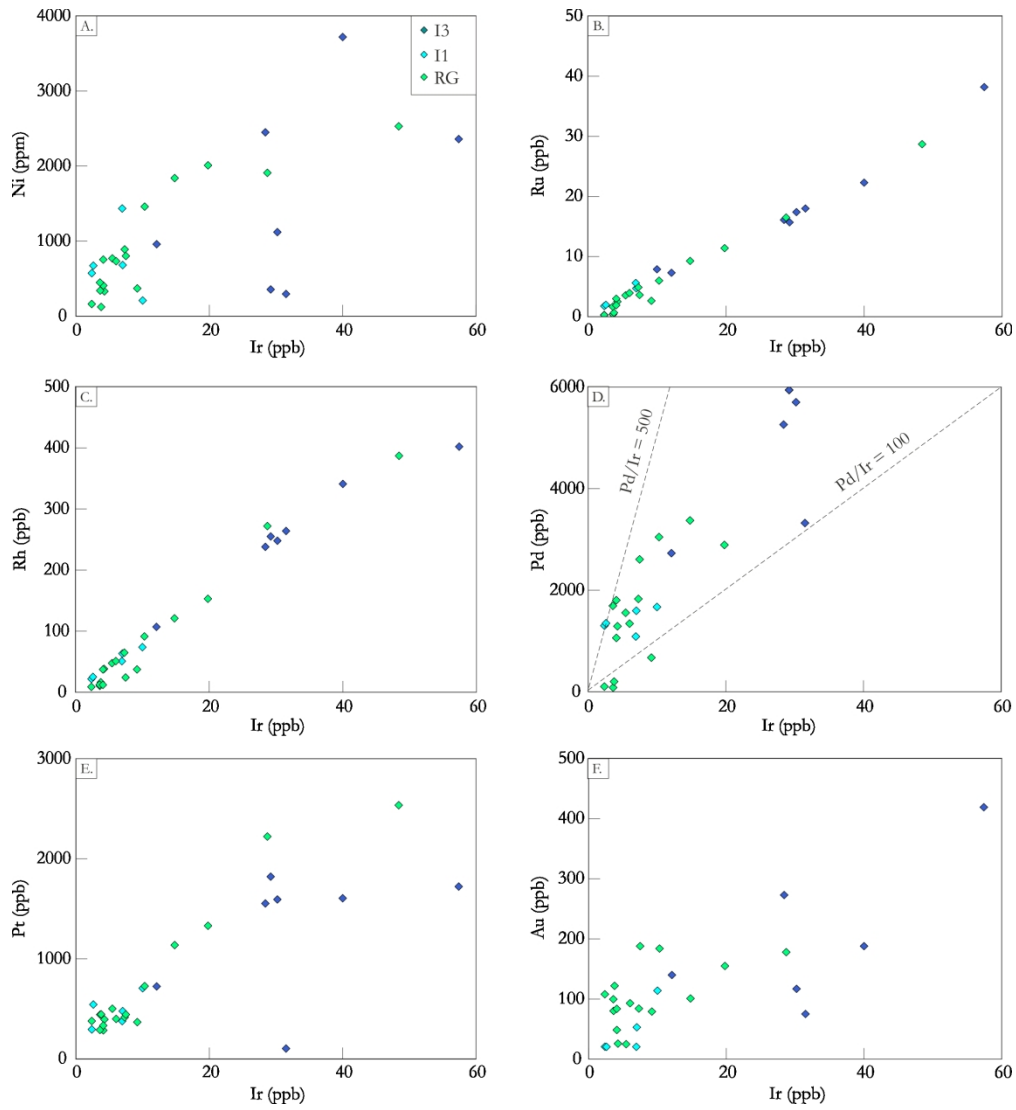 A.
I3
I1
RG
4000
3000
2000
1000
0
Ni (ppm)
0 20 40 60
Ir (ppb)
B.
50
40
30
20
10
0
Ru (ppb)
0 20 40 60
Ir (ppb)
C.
500
400
300
200
100
0
Rh (ppb)
0 20 40 60
Ir (ppb)
D.
6000
4000
2000
0
Pd (ppb)
Pd/Ir = 500
Pd/Ir = 100
0 20 40 60
Ir (ppb)
E.
3000
2000
1000
0
Pt (ppb)
0 20 40 60
Ir (ppb)
F.
500
400
300
200
100
0
Au (ppb)
0 20 40 60
Ir (ppb)